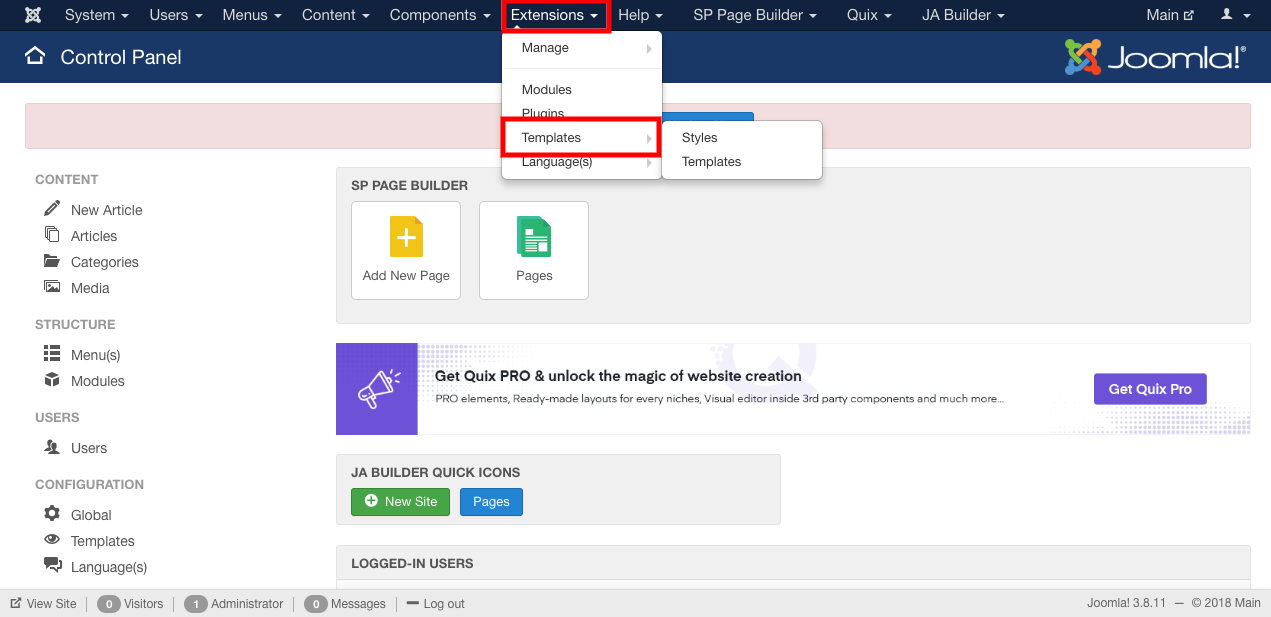 System Users Menus Content Components Extensions Help SP Page Builder Quix JA Builder Main
Control Panel
Joomla!®
Manage
Modules
Plugins
Templates
Language(s)
Styles
Templates
CONTENT
New Article
Articles
Categories
Media
STRUCTURE
Menu(s)
Modules
USERS
Users
CONFIGURATION
Global
Templates
Language(s)
SP PAGE BUILDER
Add New Page
Pages
Get Quix PRO & unlock the magic of website creation
PRO elements, Ready-made layouts for every niches, Visual editor inside 3rd party components and much more...
Get Quix Pro
JA BUILDER QUICK ICONS
New Site
Pages
LOGGED-IN USERS
View Site 0 Visitors 1 Administrator 0 Messages Log out Joomla! 3.8.11 — © 2018 Main